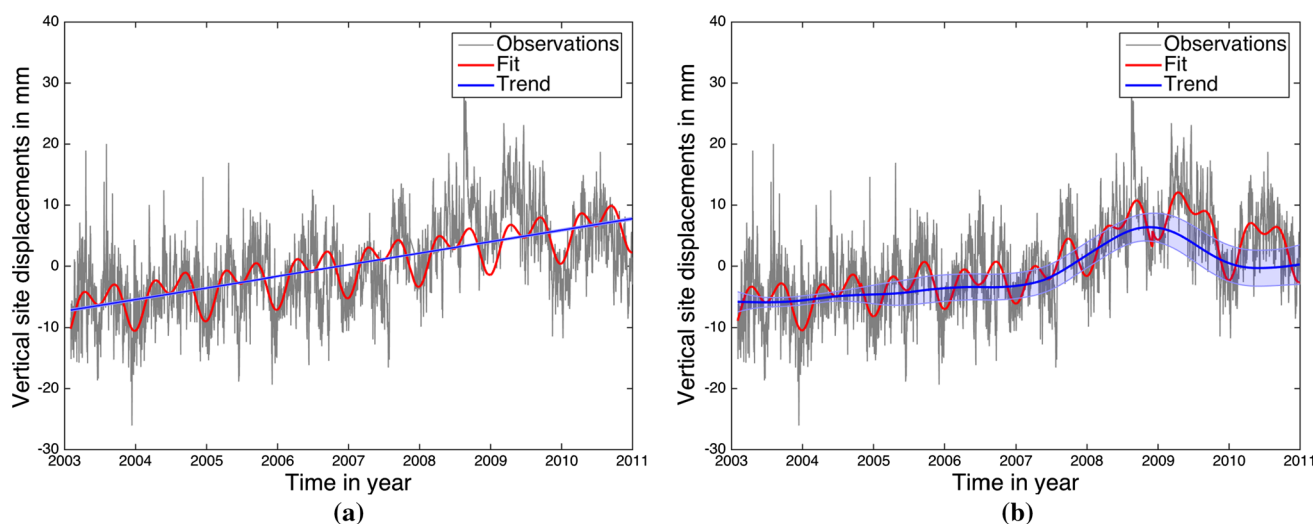 40
30
20
10
0
-10
-20
-30
Vertical site displacements in mm
Observations
Fit
Trend
2003 2004 2005 2006 2007 2008 2009 2010 2011
Time in year
(a)
40
30
20
10
0
-10
-20
-30
Vertical site displacements in mm
Observations
Fit
Trend
2003 2004 2005 2006 2007 2008 2009 2010 2011
Time in year
(b)